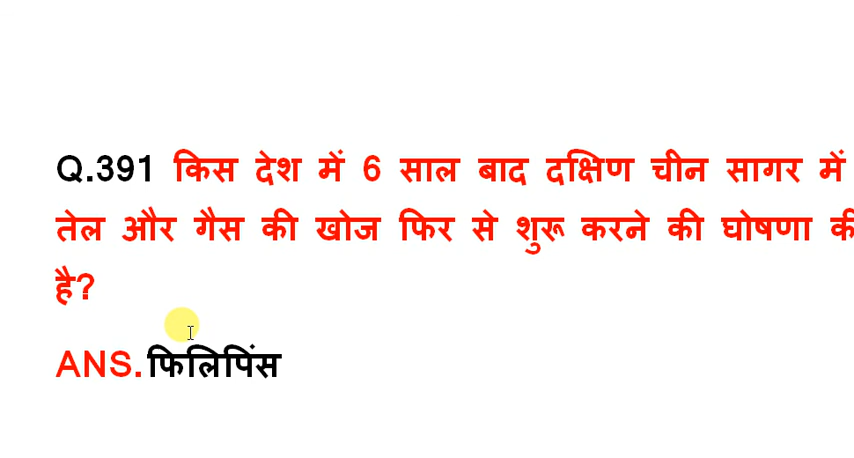 Q.391 किस देश में 6 साल बाद दक्षिण चीन सागर में
तेल और गैस की खोज फिर से शुरू करने की घोषणा की
है?
ANS.फिलिपिंस